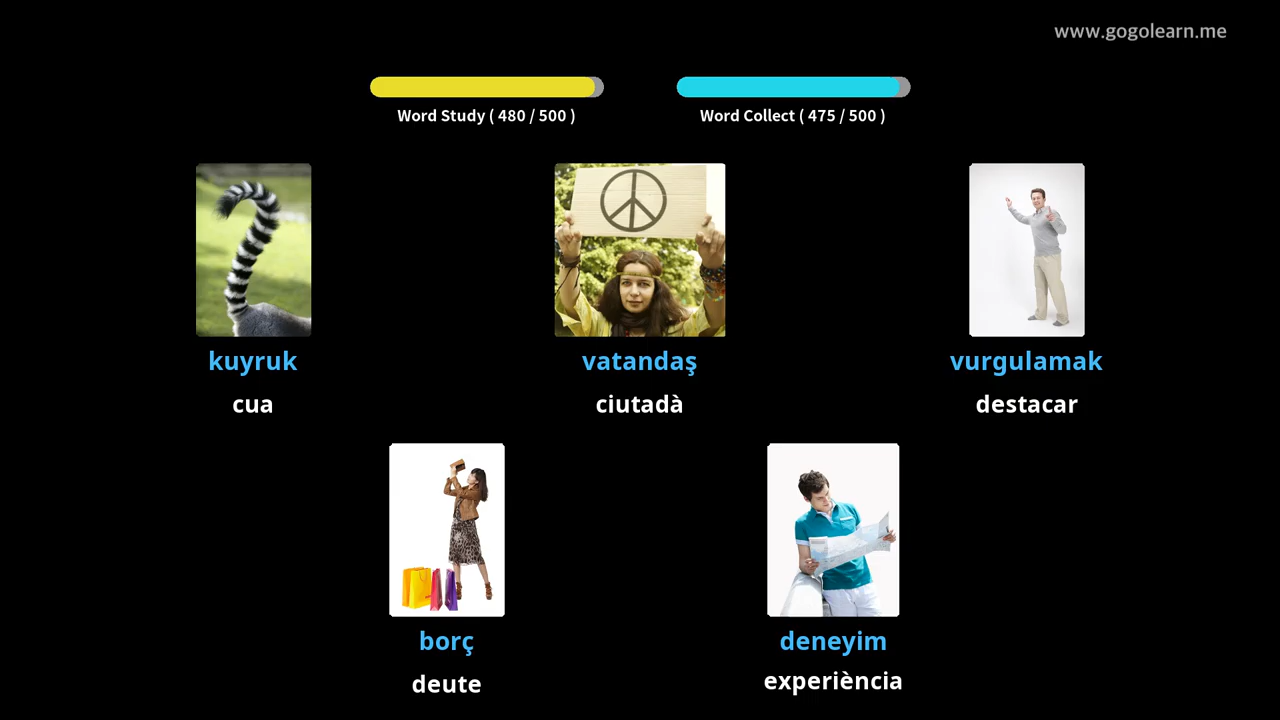 www.gogolearn.me
Word Study ( 480 / 500 )
Word Collect ( 475 / 500 )
kuyruk
cua
vatandaş
ciutadà
vurgulamak
destacar
borç
deute
deneyim
experiència